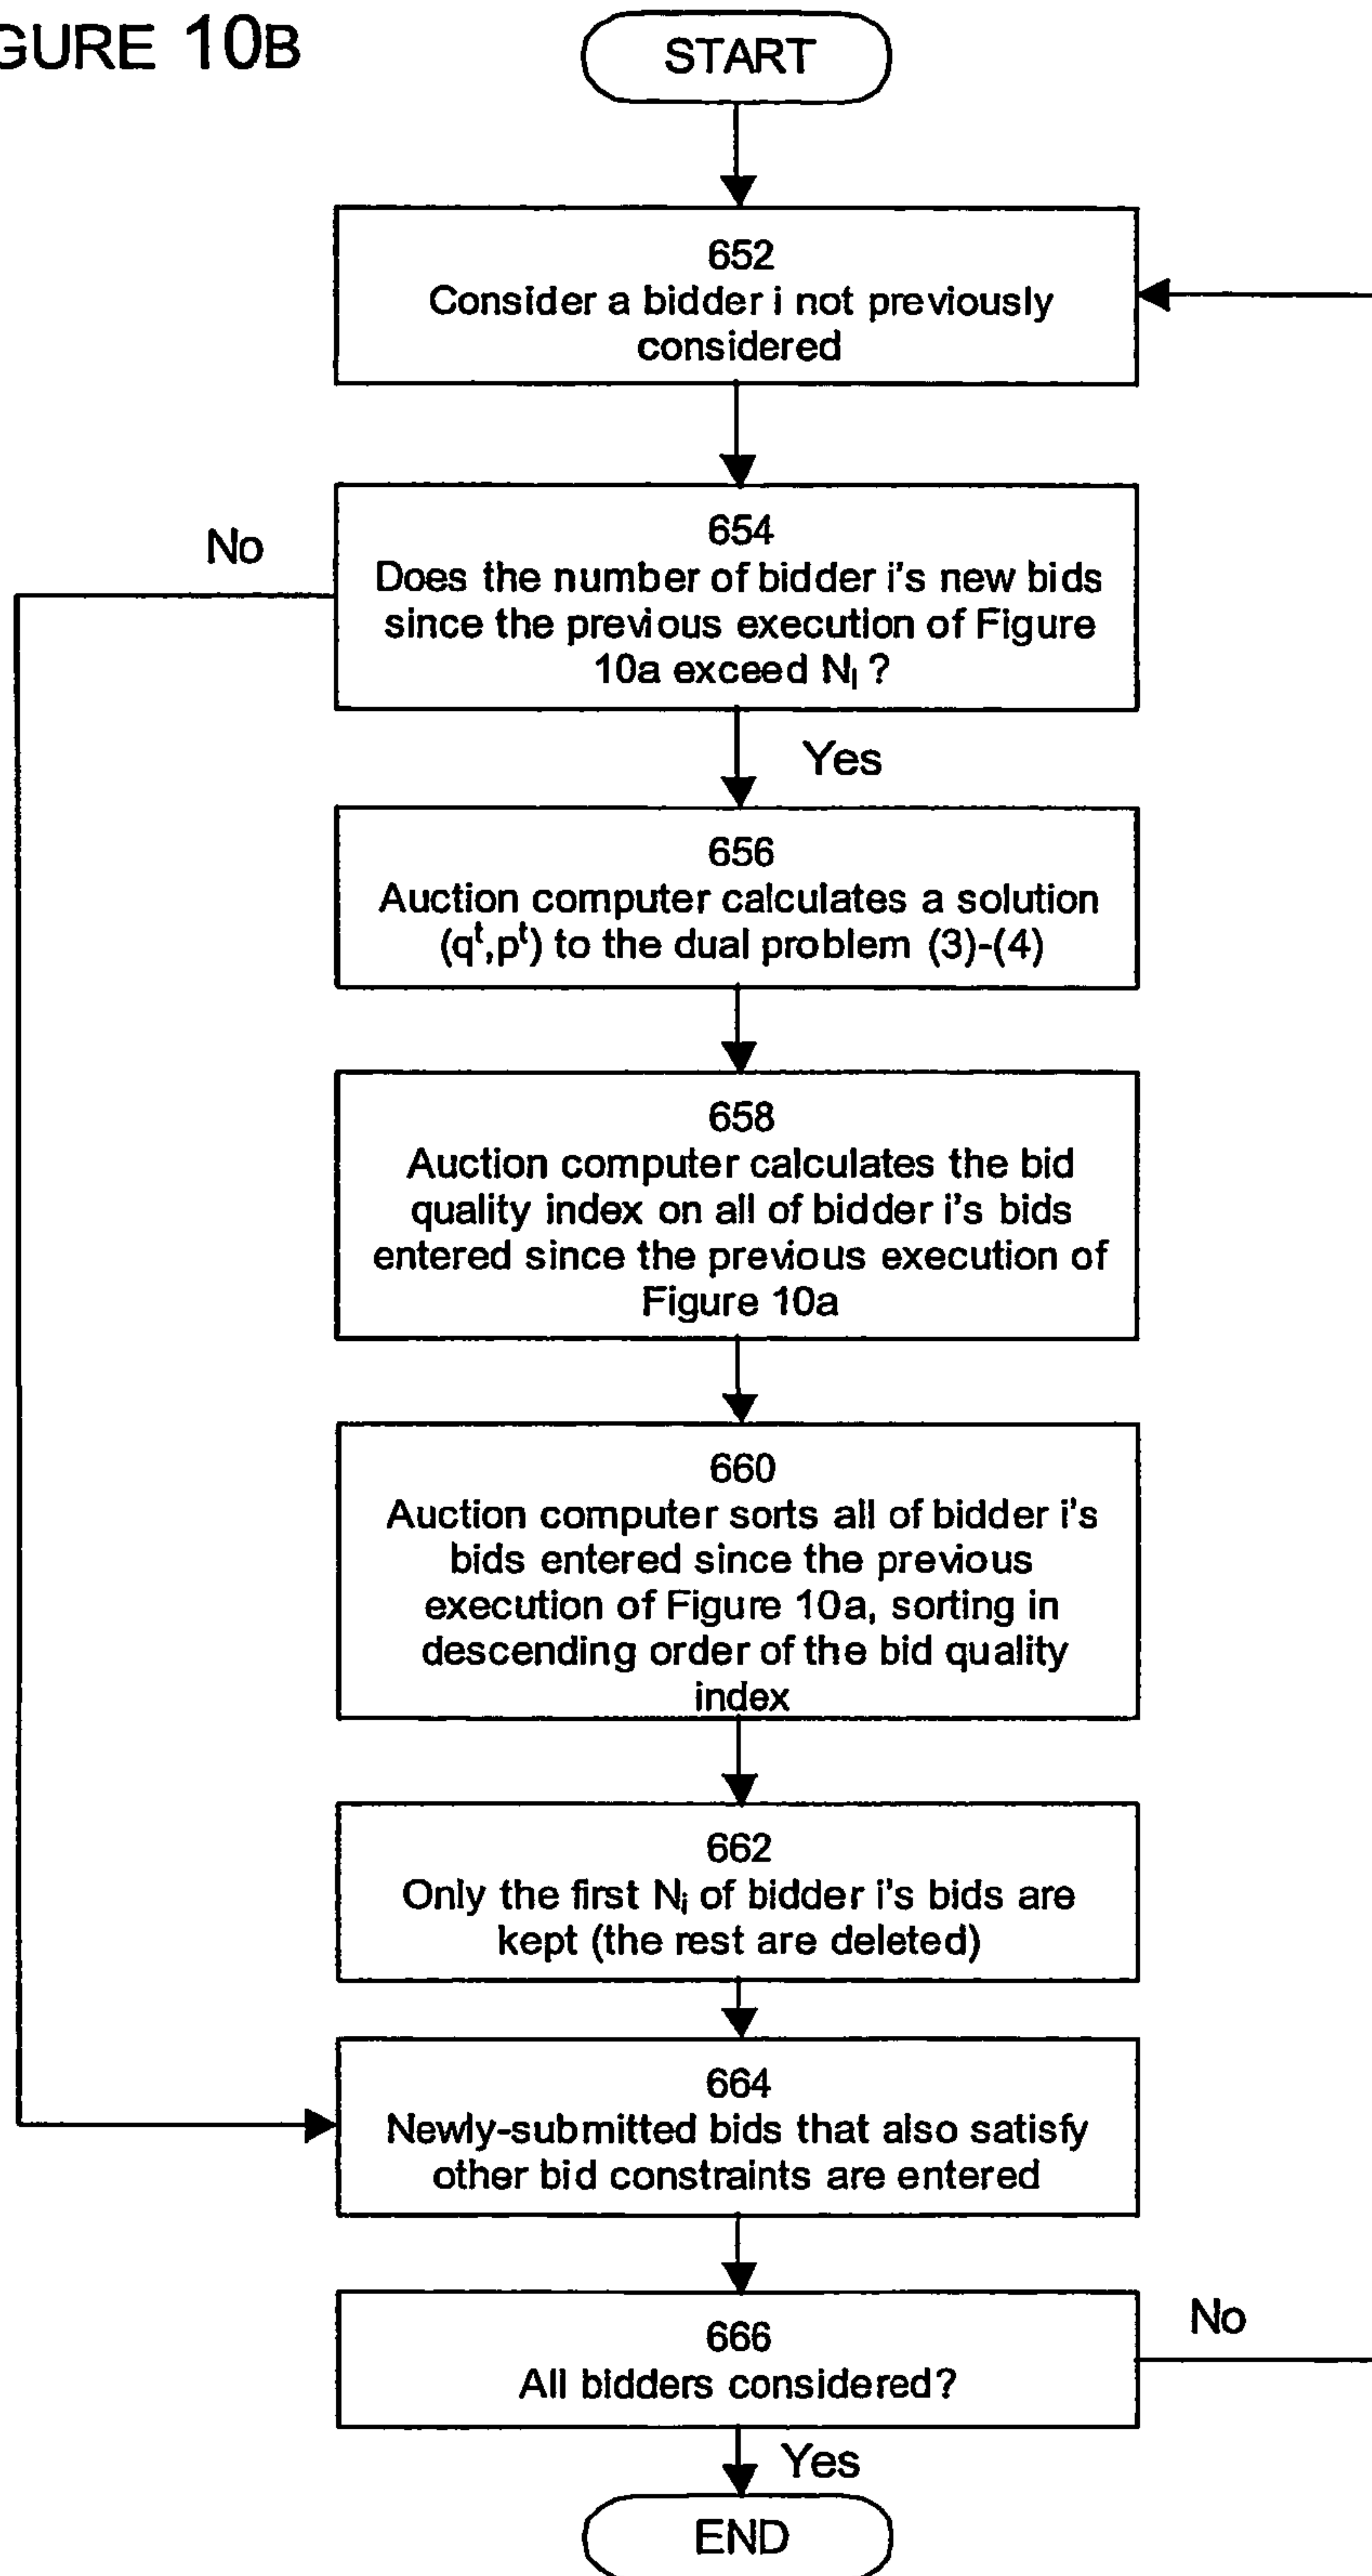 GURE 10B
START
652
Consider a bidder i not previously
considered
654
No
Does the number of bidder i's new bids
since the previous execution of Figure
10a exceed Nᵢ ?
Yes
656
Auction computer calculates a solution
(qᵗ,pᵗ) to the dual problem (3)-(4)
658
Auction computer calculates the bid
quality index on all of bidder i's bids
entered since the previous execution of
Figure 10a
660
Auction computer sorts all of bidder i's
bids entered since the previous
execution of Figure 10a, sorting in
descending order of the bid quality
index
662
Only the first Nᵢ of bidder i's bids are
kept (the rest are deleted)
664
Newly-submitted bids that also satisfy
other bid constraints are entered
666
No
All bidders considered?
Yes
END